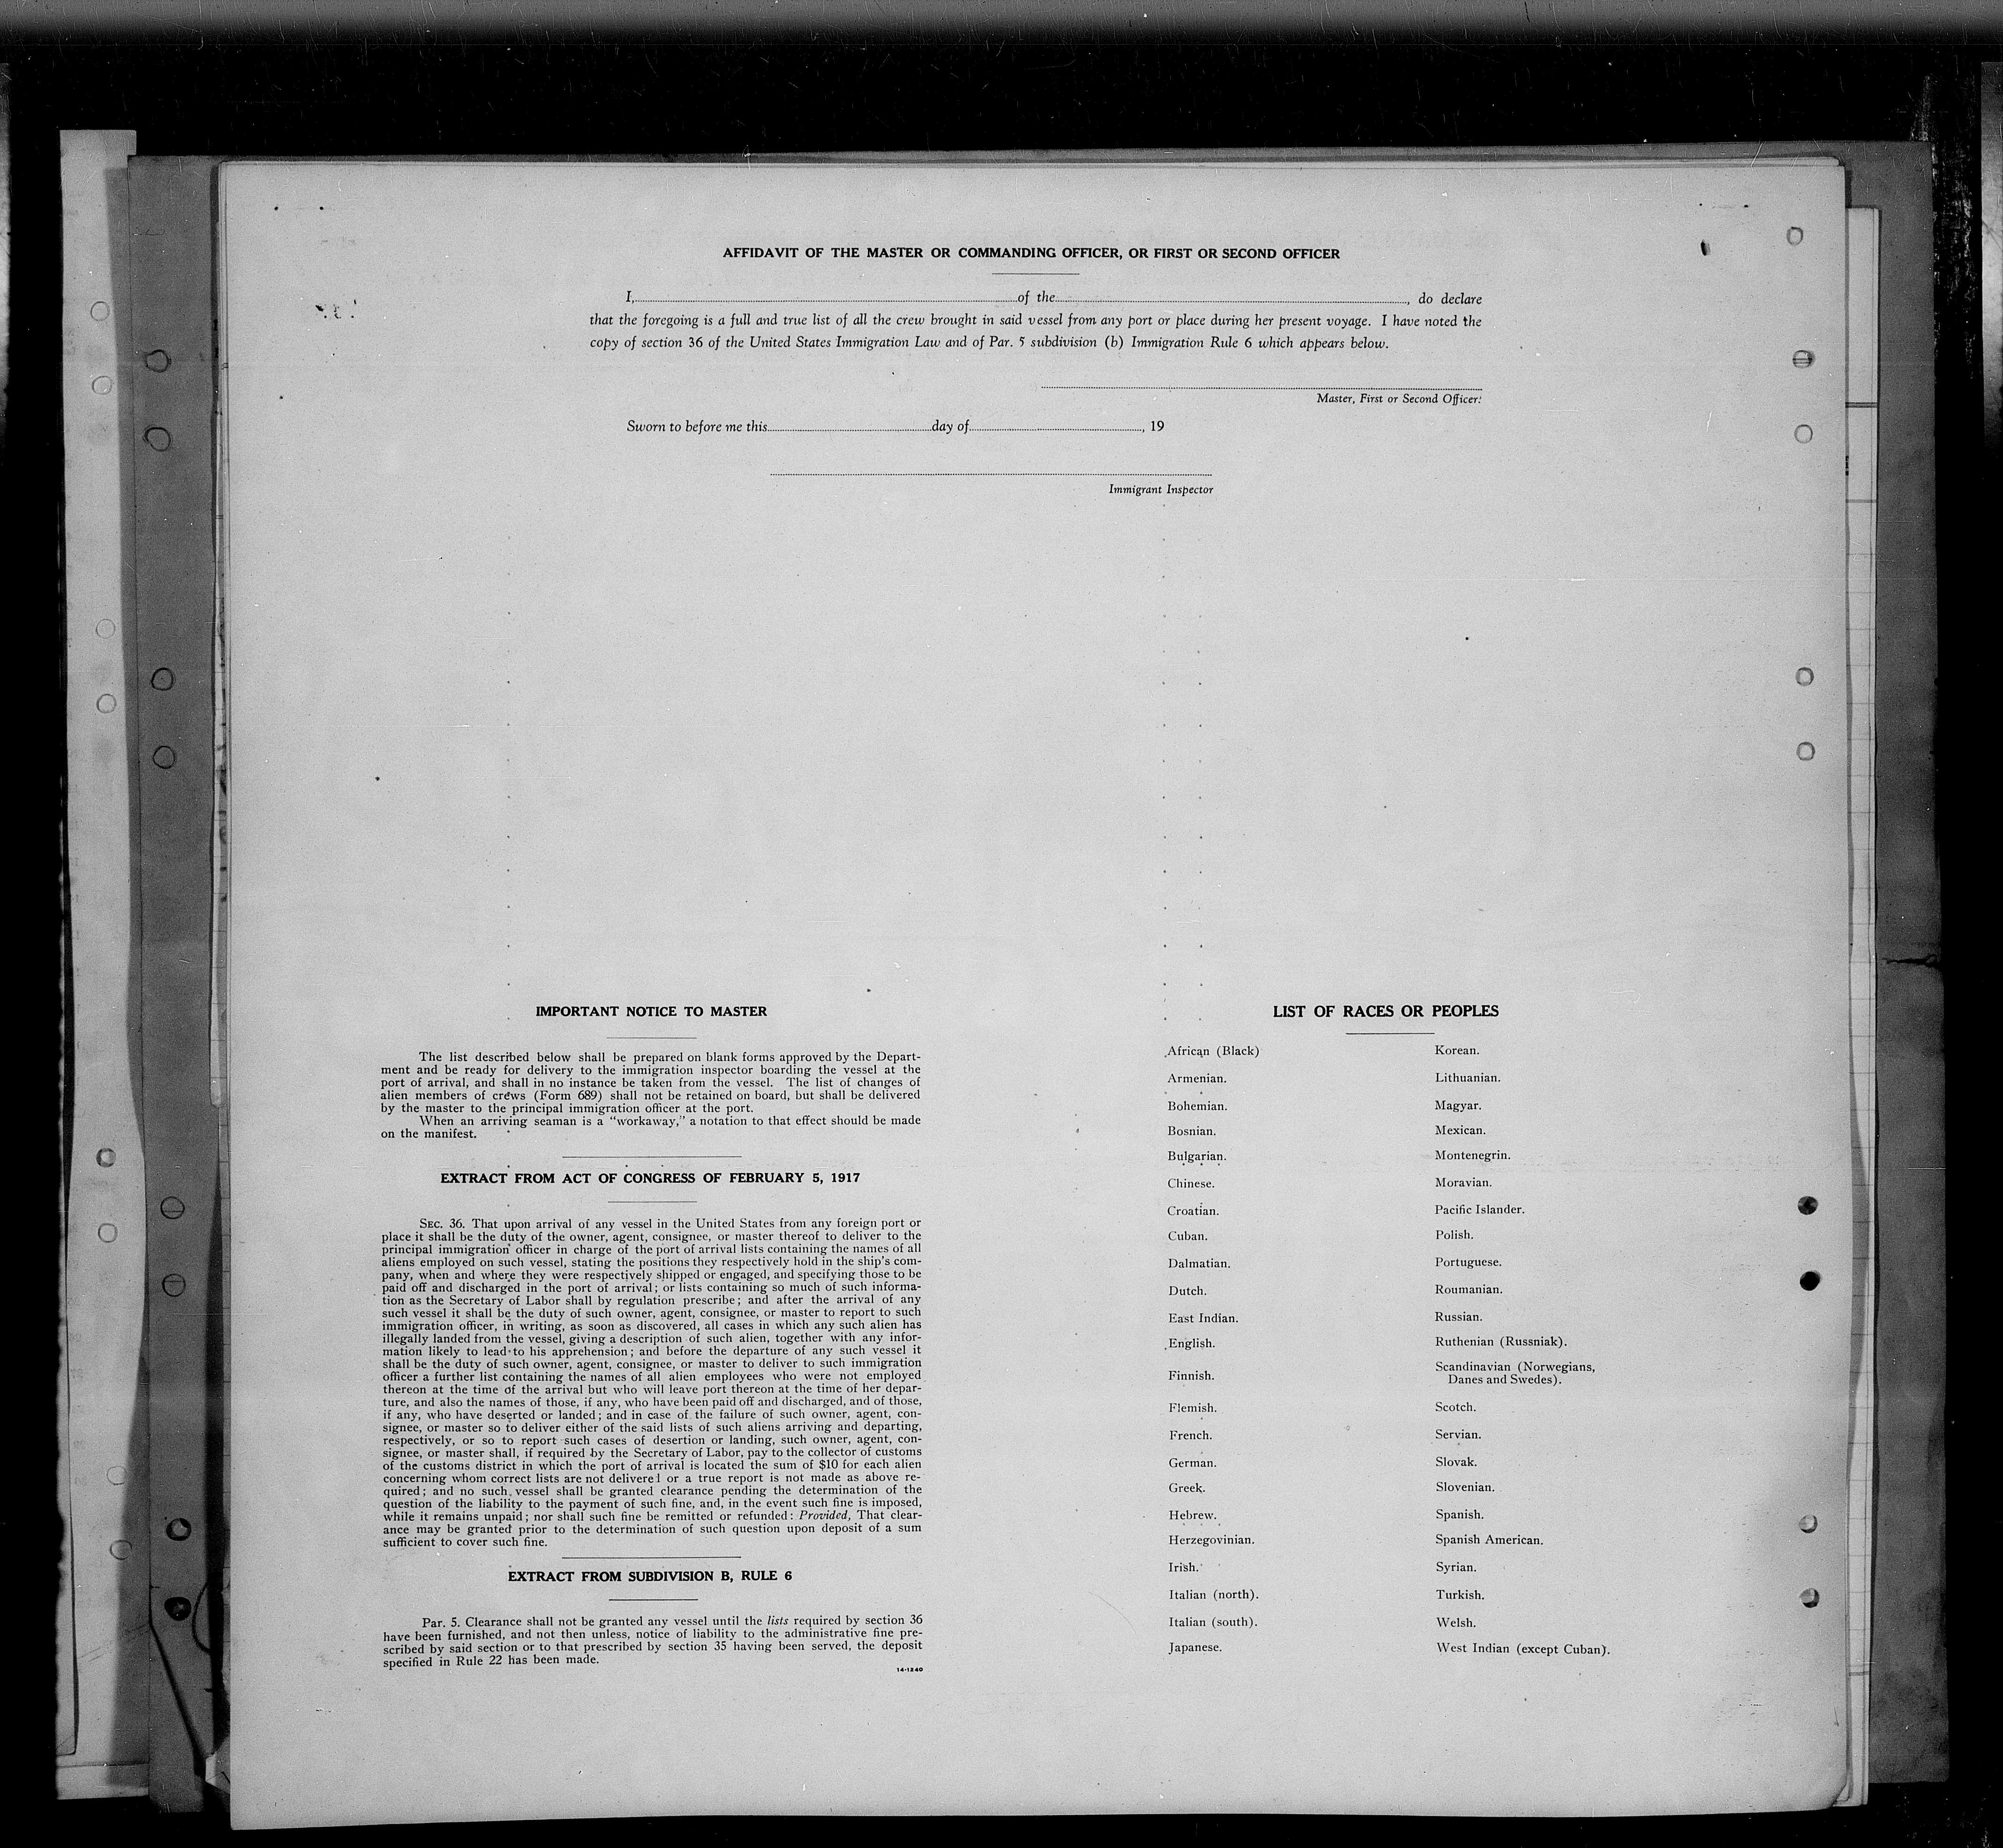 AFFIDAVIT OF THE MASTER OR COMMANDING OFFICER, OR FIRST OR SECOND OFFICER
I, of the , do declare
that the foregoing is a full and true list of all the crew brought in said vessel from any port or place during her present voyage. I have noted the
copy of section 36 of the United States Immigration Law and of Par. 5 subdivision (b) Immigration Rule 6 which appears below.
Master, First or Second Officer.
Sworn to before me this day of , 19
Immigrant Inspector
IMPORTANT NOTICE TO MASTER
The list described below shall be prepared on blank forms approved by the Depart-
ment and be ready for delivery to the immigration inspector boarding the vessel at the
port of arrival, and shall in no instance be taken from the vessel. The list of changes of
alien members of crews (Form 689) shall not be retained on board, but shall be delivered
by the master to the principal immigration officer at the port.
When an arriving seaman is a "workaway," a notation to that effect should be made
on the manifest.
EXTRACT FROM ACT OF CONGRESS OF FEBRUARY 5, 1917
SEC. 36. That upon arrival of any vessel in the United States from any foreign port or
place it shall be the duty of the owner, agent, consignee, or master thereof to deliver to the
principal immigration officer in charge of the port of arrival lists containing the names of all
aliens employed on such vessel, stating the positions they respectively hold in the ship's com-
pany, when and where they were respectively shipped or engaged, and specifying those to be
paid off and discharged in the port of arrival; or lists containing so much of such informa-
tion as the Secretary of Labor shall by regulation prescribe; and after the arrival of any
such vessel it shall be the duty of such owner, agent, consignee, or master to report to such
immigration officer, in writing, as soon as discovered, all cases in which any such alien has
illegally landed from the vessel, giving a description of such alien, together with any infor-
mation likely to lead to his apprehension; and before the departure of any such vessel it
shall be the duty of such owner, agent, consignee, or master to deliver to such immigration
officer a further list containing the names of all alien employees who were not employed
thereon at the time of the arrival but who will leave port thereon at the time of her depar-
ture, and also the names of those, if any, who have been paid off and discharged, and of those,
if any, who have deserted or landed; and in case of the failure of such owner, agent, con-
signee, or master so to deliver either of the said lists of such aliens arriving and departing,
respectively, or so to report such cases of desertion or landing, such owner, agent, con-
signee, or master shall, if required by the Secretary of Labor, pay to the collector of customs
of the customs district in which the port of arrival is located the sum of $10 for each alien
concerning whom correct lists are not delivered or a true report is not made as above re-
quired; and no such vessel shall be granted clearance pending the determination of the
question of the liability to the payment of such fine, and, in the event such fine is imposed,
while it remains unpaid; nor shall such fine be remitted or refunded: Provided, That clear-
ance may be granted prior to the determination of such question upon deposit of a sum
sufficient to cover such fine.
EXTRACT FROM SUBDIVISION B, RULE 6
Par. 5. Clearance shall not be granted any vessel until the lists required by section 36
have been furnished, and not then unless, notice of liability to the administrative fine pre-
scribed by said section or to that prescribed by section 35 having been served, the deposit
specified in Rule 22 has been made.
14-1240
LIST OF RACES OR PEOPLES
African (Black)
Armenian.
Bohemian.
Bosnian.
Bulgarian.
Chinese.
Croatian.
Cuban.
Dalmatian.
Dutch.
East Indian.
English.
Finnish.
Flemish.
French.
German.
Greek.
Hebrew.
Herzegovinian.
Irish.
Italian (north).
Italian (south).
Japanese.
Korean.
Lithuanian.
Magyar.
Mexican.
Montenegrin.
Moravian.
Pacific Islander.
Polish.
Portuguese.
Roumanian.
Russian.
Ruthenian (Russniak).
Scandinavian (Norwegians,
Danes and Swedes).
Scotch.
Servian.
Slovak.
Slovenian.
Spanish.
Spanish American.
Syrian.
Turkish.
Welsh.
West Indian (except Cuban).